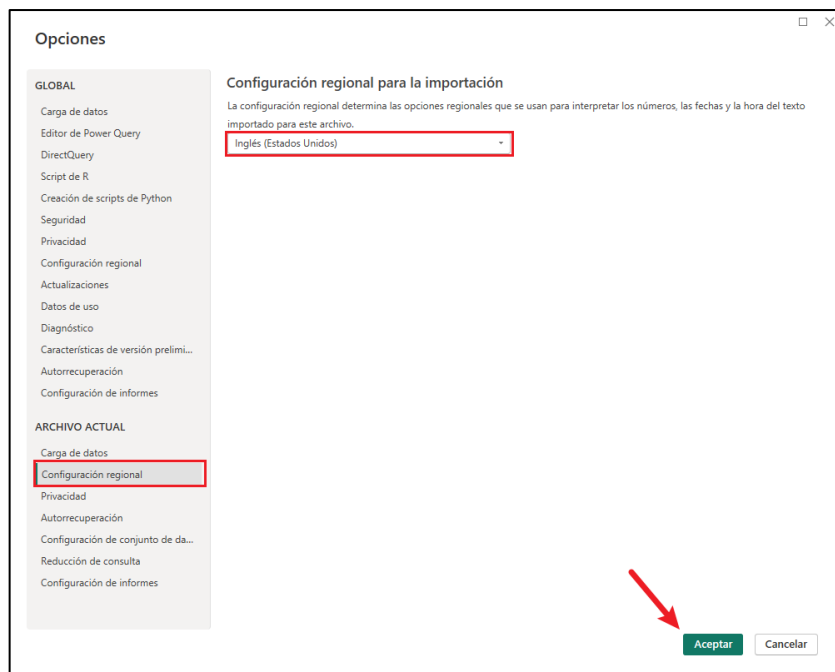 Opciones
GLOBAL
Carga de datos
Editor de Power Query
DirectQuery
Script de R
Creación de scripts de Python
Seguridad
Privacidad
Configuración regional
Actualizaciones
Datos de uso
Diagnóstico
Características de versión prelimi...
Autorrecuperación
Configuración de informes
ARCHIVO ACTUAL
Carga de datos
Configuración regional
Privacidad
Autorrecuperación
Configuración de conjunto de da...
Reducción de consulta
Configuración de informes
Configuración regional para la importación
La configuración regional determina las opciones regionales que se usan para interpretar los números, las fechas y la hora del texto
importado para este archivo.
Inglés (Estados Unidos)
Aceptar
Cancelar